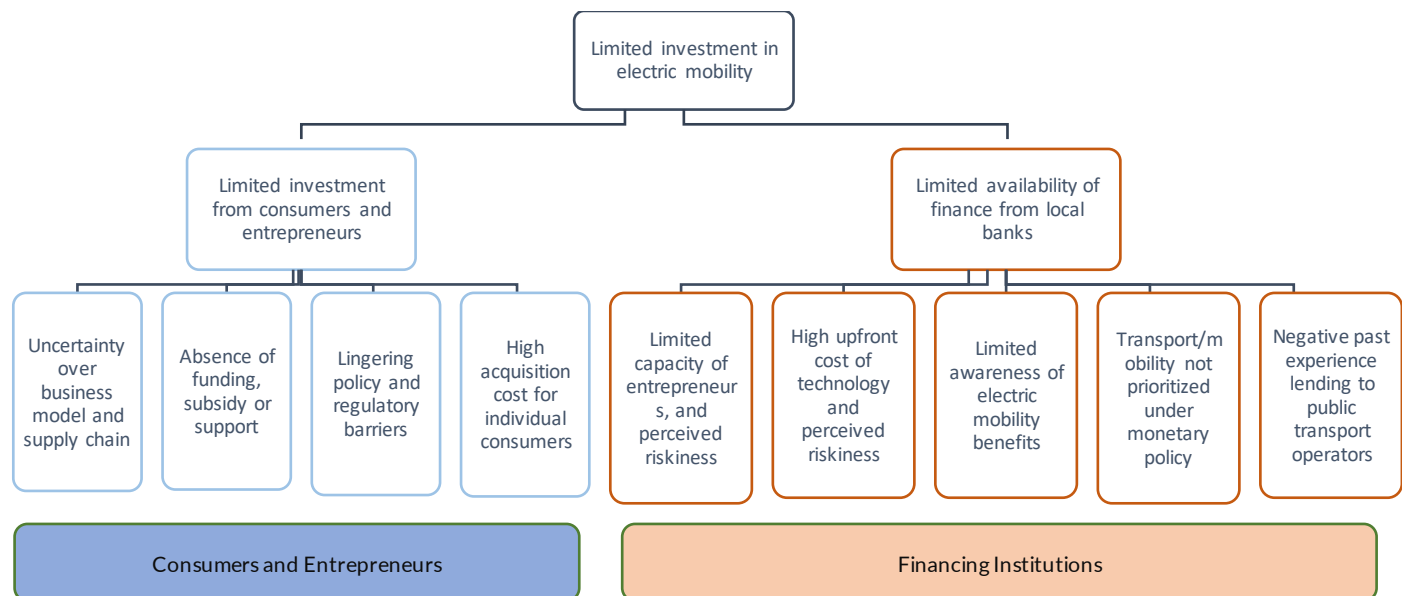 Limited investment in
electric mobility
Limited investment
from consumers and
entrepreneurs
Limited availability of
finance from local
banks
Uncertainty
over
business
model and
supply chain
Absence of
funding,
subsidy or
support
Lingering
policy and
regulatory
barriers
High
acquisition
cost for
individual
consumers
Limited
capacity of
entrepreneur
s, and
perceived
riskiness
High upfront
cost of
technology
and
perceived
riskiness
Limited
awareness of
electric
mobility
benefits
Transport/m
obility not
prioritized
under
monetary
policy
Negative past
experience
lending to
public
transport
operators
Consumers and Entrepreneurs
Financing Institutions